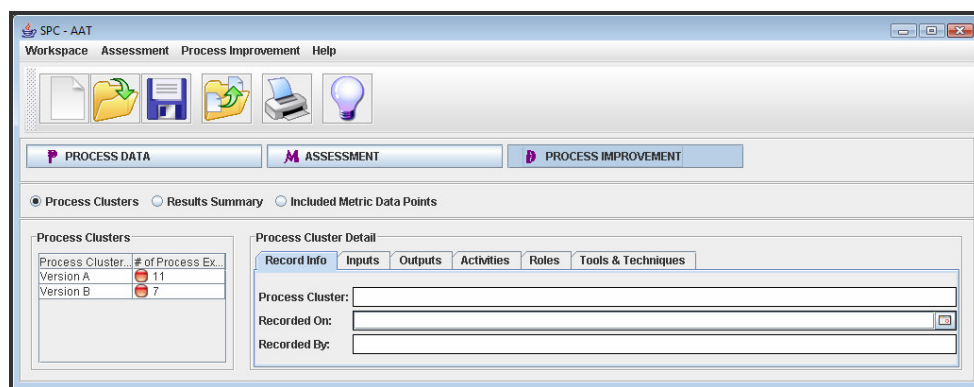 SPC - AAT
Workspace Assessment Process Improvement Help
P PROCESS DATA M ASSESSMENT D PROCESS IMPROVEMENT
Process Clusters Results Summary Included Metric Data Points
Process Clusters
Process Cluster... # of Process Ex...
Version A 11
Version B 7
Process Cluster Detail
Record Info Inputs Outputs Activities Roles Tools & Techniques
Process Cluster:
Recorded On:
Recorded By: